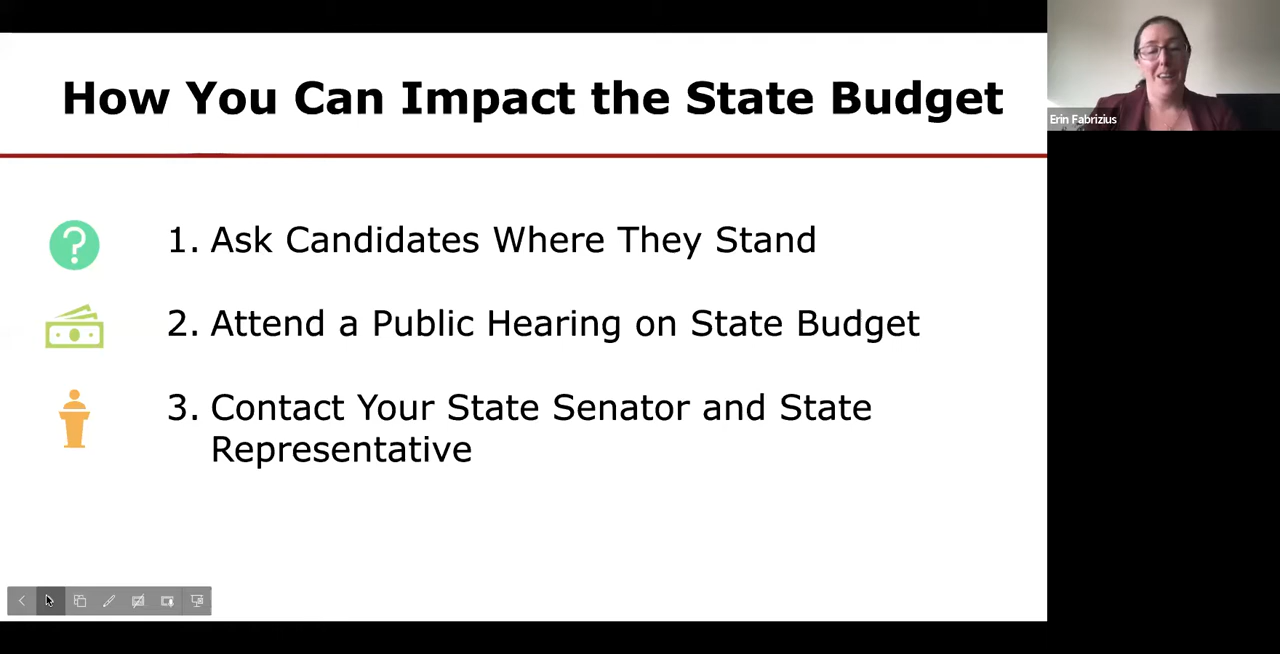 How You Can Impact the State Budget
Erin Fabrizius
1. Ask Candidates Where They Stand
2. Attend a Public Hearing on State Budget
3. Contact Your State Senator and State
Representative